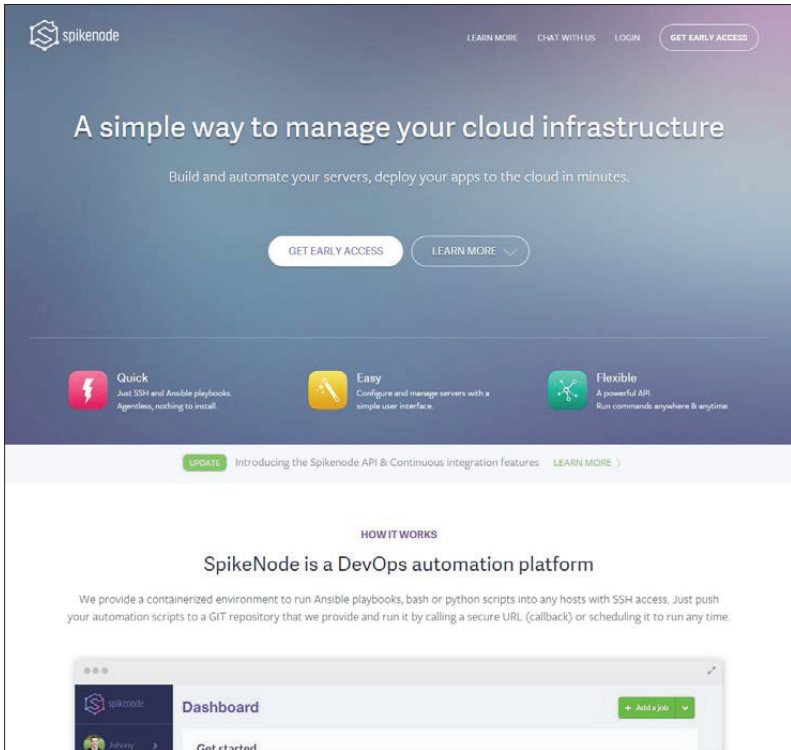 spikenode
LEARN MORE
CHAT WITH US
LOGIN
GET EARLY ACCESS
A simple way to manage your cloud infrastructure
Build and automate your servers, deploy your apps to the cloud in minutes.
GET EARLY ACCESS
LEARN MORE
Quick
Just SSH and Ansible playbooks.
Agentless, nothing to install.
Easy
Configure and manage servers with a
simple user interface.
Flexible
A powerful API.
Run commands anywhere & anytime.
UPDATE Introducing the Spikenode API & Continuous integration features LEARN MORE
HOW IT WORKS
SpikeNode is a DevOps automation platform
We provide a containerized environment to run Ansible playbooks, bash or python scripts into any hosts with SSH access. Just push
your automation scripts to a GIT repository that we provide and run it by calling a secure URL (callback) or scheduling it to run any time.
spikenode
Dashboard
+ Add a job
Johnny
Get started